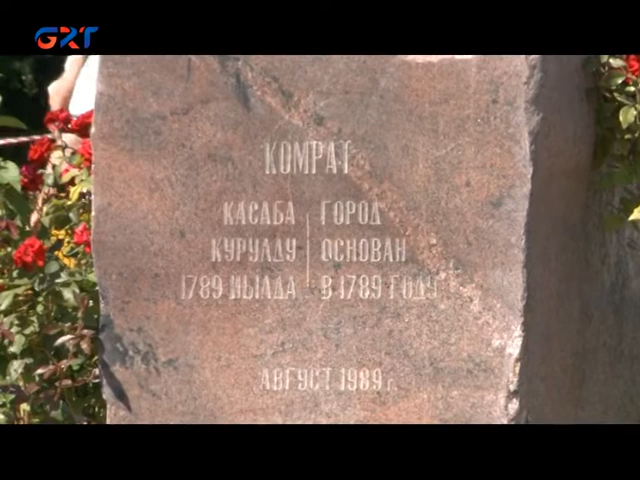 GRT
КОМРАТ
КАСАБА
КУРУЛДУ
1789 ЙЫЛДА
ГОРОД
ОСНОВАН
В 1789 ГОДУ
АВГУСТ 1989 г.